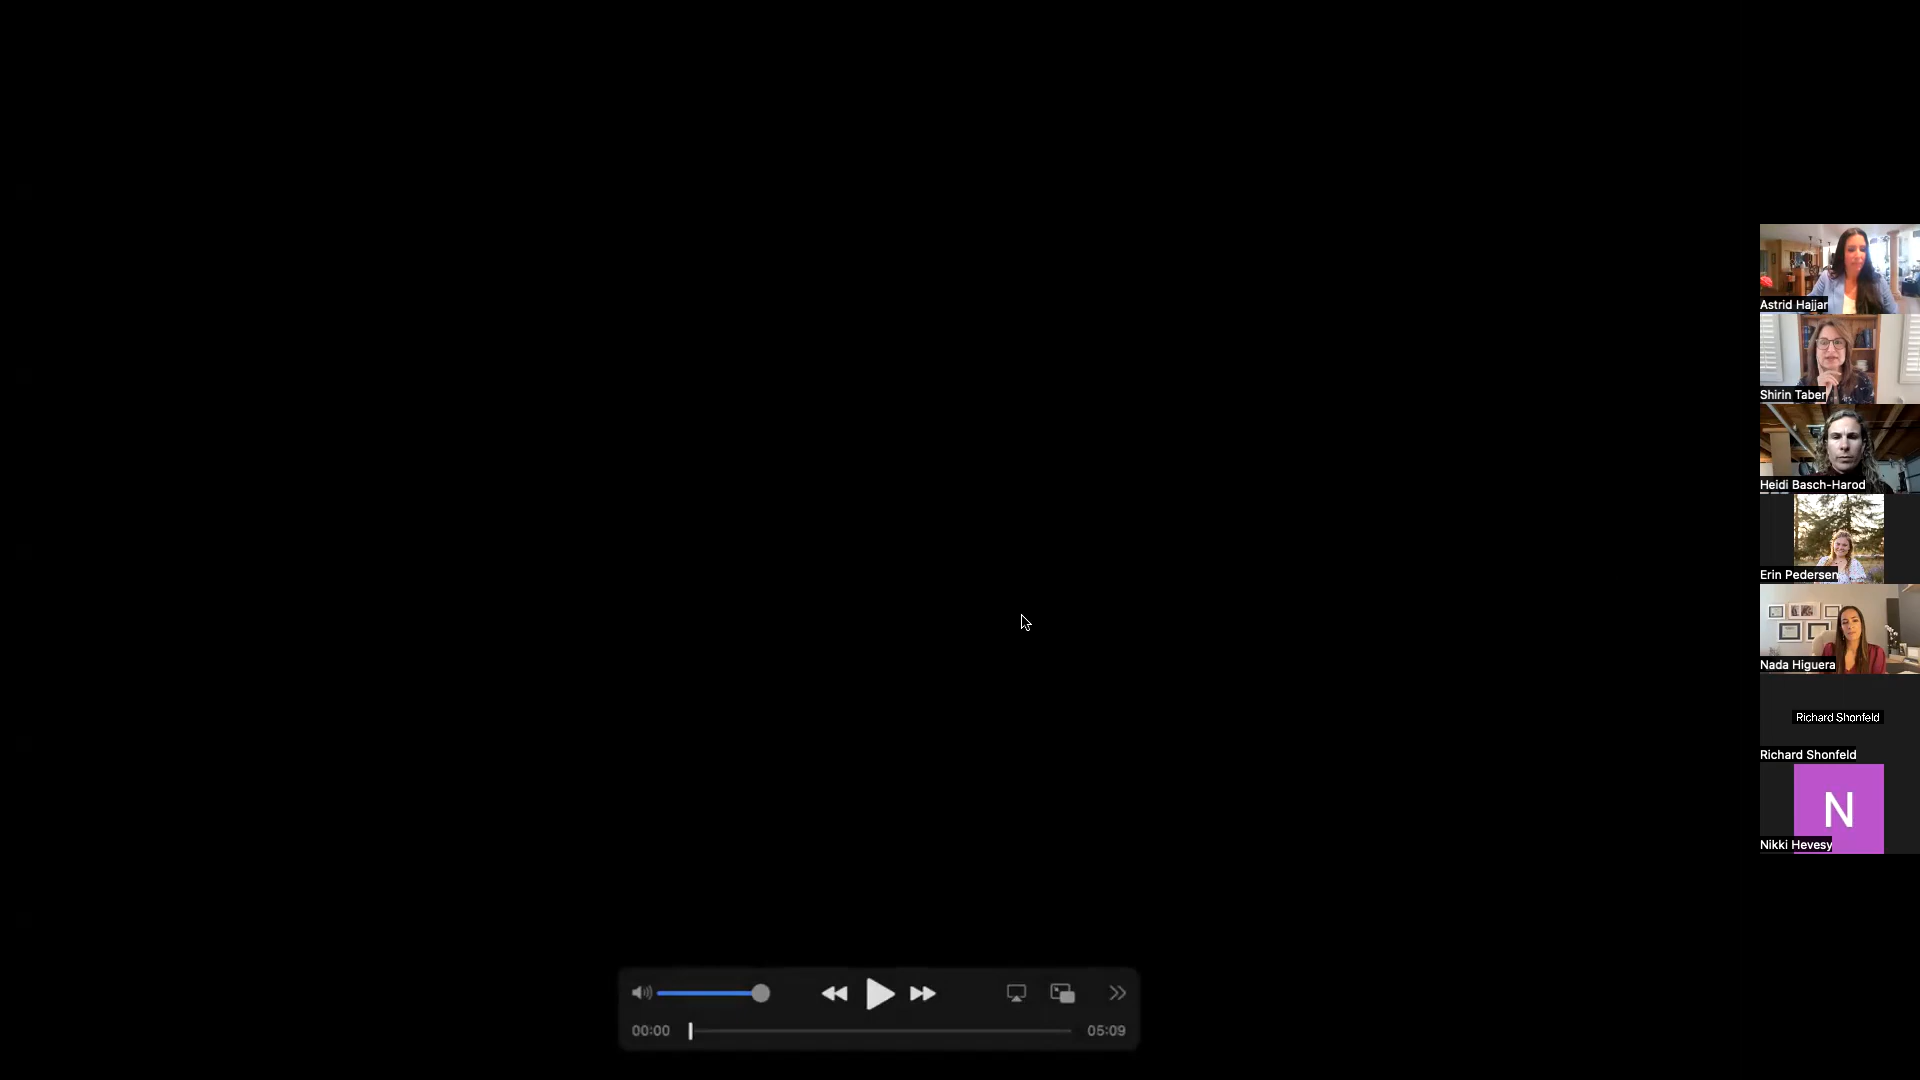 Astrid Hajjar
Shirin Taber
Heidi Basch-Harod
Erin Pedersen
Nada Higuera
Richard Shonfeld
Richard Shonfeld
N
Nikki Hevesy
00:00
05:09